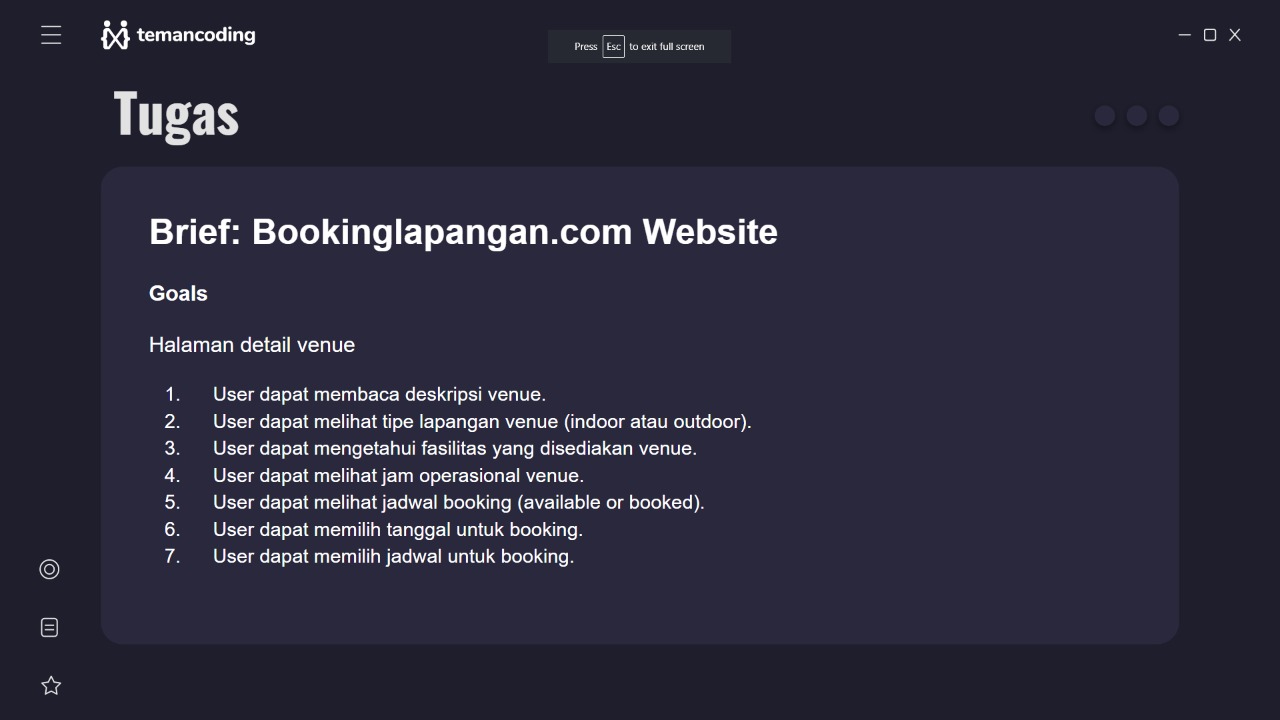 temancoding
Press Esc to exit full screen
Tugas
Brief: Bookinglapangan.com Website
Goals
Halaman detail venue
1. User dapat membaca deskripsi venue.
2. User dapat melihat tipe lapangan venue (indoor atau outdoor).
3. User dapat mengetahui fasilitas yang disediakan venue.
4. User dapat melihat jam operasional venue.
5. User dapat melihat jadwal booking (available or booked).
6. User dapat memilih tanggal untuk booking.
7. User dapat memilih jadwal untuk booking.